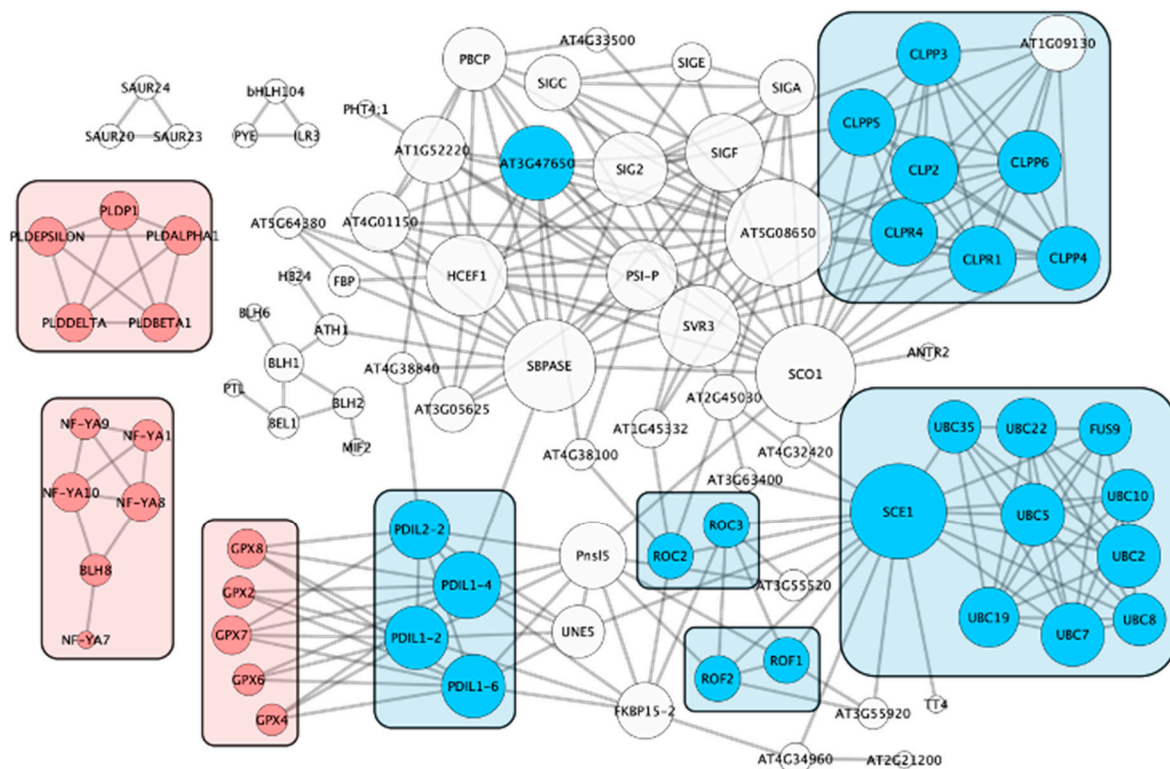 AT4G33500
PBCP
SIGE
SIGC
SIGA
AT1G09130
CLPP3
SAUR24
bHLH104
PHT4;1
SAUR20
SAUR23
PYE
ILR3
AT1G52220
AT3G47650
SIG2
SIGF
CLPP5
CLP2
CLPP6
PLDP1
PLDEPSILON
PLDALPHA1
AT5G64380
AT4G01150
AT5G08650
CLPR4
CLPR1
CLPP4
HB24
FBP
HCEF1
PSI-P
PLDDELTA
PLDBETA1
BLH6
ATH1
SVR3
BLH1
AT4G38840
SBPASE
SCO1
ANTR2
PTL
BEL1
BLH2
AT3G05625
AT2G45030
MIF2
AT1G45332
AT4G38100
AT4G32420
AT3G63400
NF-YA9
NF-YA1
NF-YA10
NF-YA8
UBC35
UBC22
FUS9
SCE1
UBC5
UBC10
PDIL2-2
ROC3
ROC2
GPX8
BLH8
PDIL1-4
Pnsl5
AT3G55520
UBC2
GPX2
NF-YA7
GPX7
PDIL1-2
UNE5
UBC19
UBC7
UBC8
GPX6
PDIL1-6
ROF2
ROF1
GPX4
FKBP15-2
AT3G55920
TT4
AT4G34960
AT2G21200